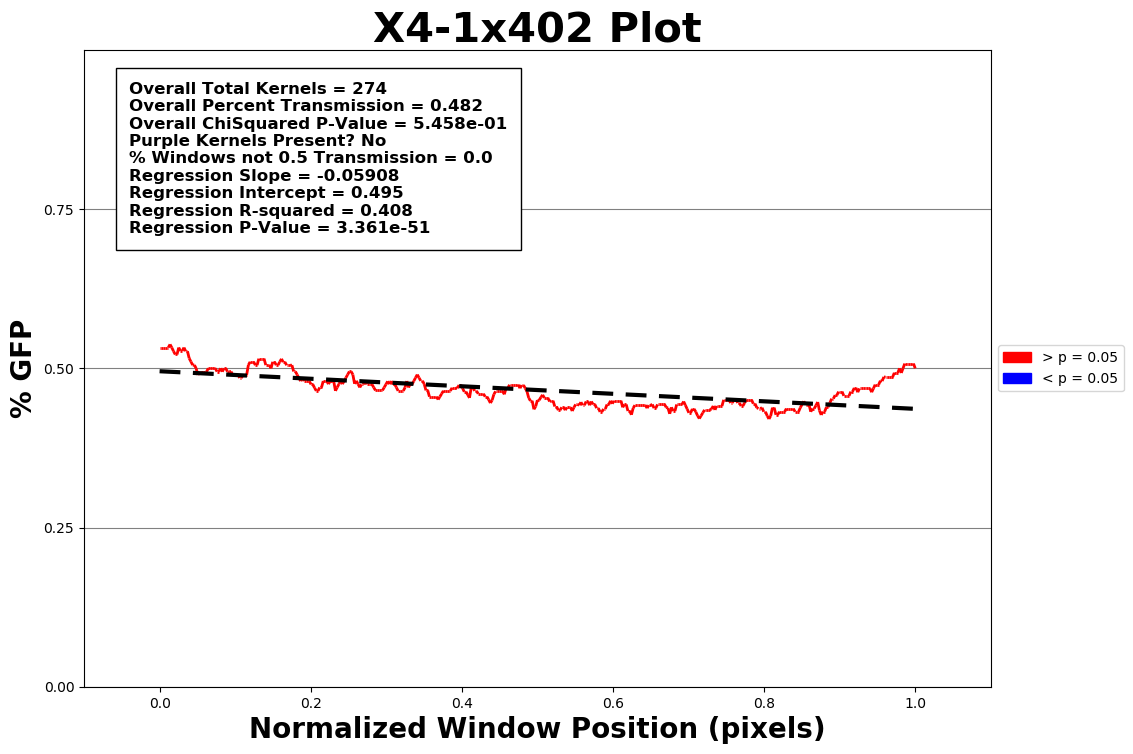 X4-1x402 Plot
Overall Total Kernels = 274
Overall Percent Transmission = 0.482
Overall ChiSquared P-Value = 5.458e-01
Purple Kernels Present? No
% Windows not 0.5 Transmission = 0.0
Regression Slope = -0.05908
Regression Intercept = 0.495
Regression R-squared = 0.408
Regression P-Value = 3.361e-51
% GFP
0.75
0.50
0.25
0.00
> p = 0.05
< p = 0.05
0.0 0.2 0.4 0.6 0.8 1.0
Normalized Window Position (pixels)